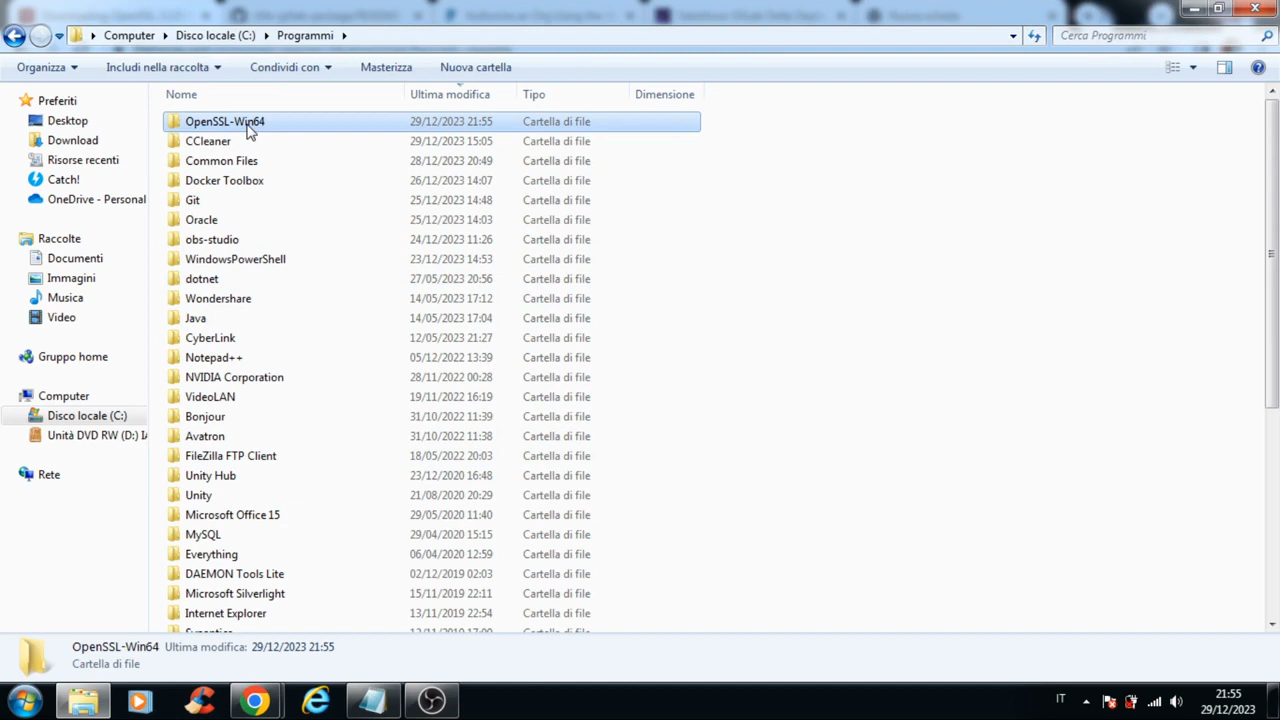 Computer Disco locale (C:) Programmi Cerca Programmi
Organizza Includi nella raccolta Condividi con Masterizza Nuova cartella
Preferiti
Desktop
Download
Risorse recenti
Catch!
OneDrive - Personal
Raccolte
Documenti
Immagini
Musica
Video
Gruppo home
Computer
Disco locale (C:)
Unità DVD RW (D:)
Rete
Nome Ultima modifica Tipo Dimensione
OpenSSL-Win64 29/12/2023 21:55 Cartella di file
CCleaner 29/12/2023 15:05 Cartella di file
Common Files 28/12/2023 20:49 Cartella di file
Docker Toolbox 26/12/2023 14:07 Cartella di file
Git 25/12/2023 14:48 Cartella di file
Oracle 25/12/2023 14:03 Cartella di file
obs-studio 24/12/2023 11:26 Cartella di file
WindowsPowerShell 23/12/2023 14:53 Cartella di file
dotnet 27/05/2023 20:56 Cartella di file
Wondershare 14/05/2023 17:12 Cartella di file
Java 14/05/2023 17:04 Cartella di file
CyberLink 12/05/2023 21:27 Cartella di file
Notepad++ 05/12/2022 13:39 Cartella di file
NVIDIA Corporation 28/11/2022 00:28 Cartella di file
VideoLAN 19/11/2022 16:19 Cartella di file
Bonjour 31/10/2022 11:39 Cartella di file
Avatron 31/10/2022 11:38 Cartella di file
FileZilla FTP Client 18/05/2022 20:03 Cartella di file
Unity Hub 23/12/2020 16:48 Cartella di file
Unity 21/08/2020 20:29 Cartella di file
Microsoft Office 15 29/05/2020 11:40 Cartella di file
MySQL 29/04/2020 15:15 Cartella di file
Everything 06/04/2020 12:59 Cartella di file
DAEMON Tools Lite 02/12/2019 02:03 Cartella di file
Microsoft Silverlight 15/11/2019 22:11 Cartella di file
Internet Explorer 13/11/2019 22:54 Cartella di file
OpenSSL-Win64 Ultima modifica: 29/12/2023 21:55
Cartella di file
IT
21:55
29/12/2023